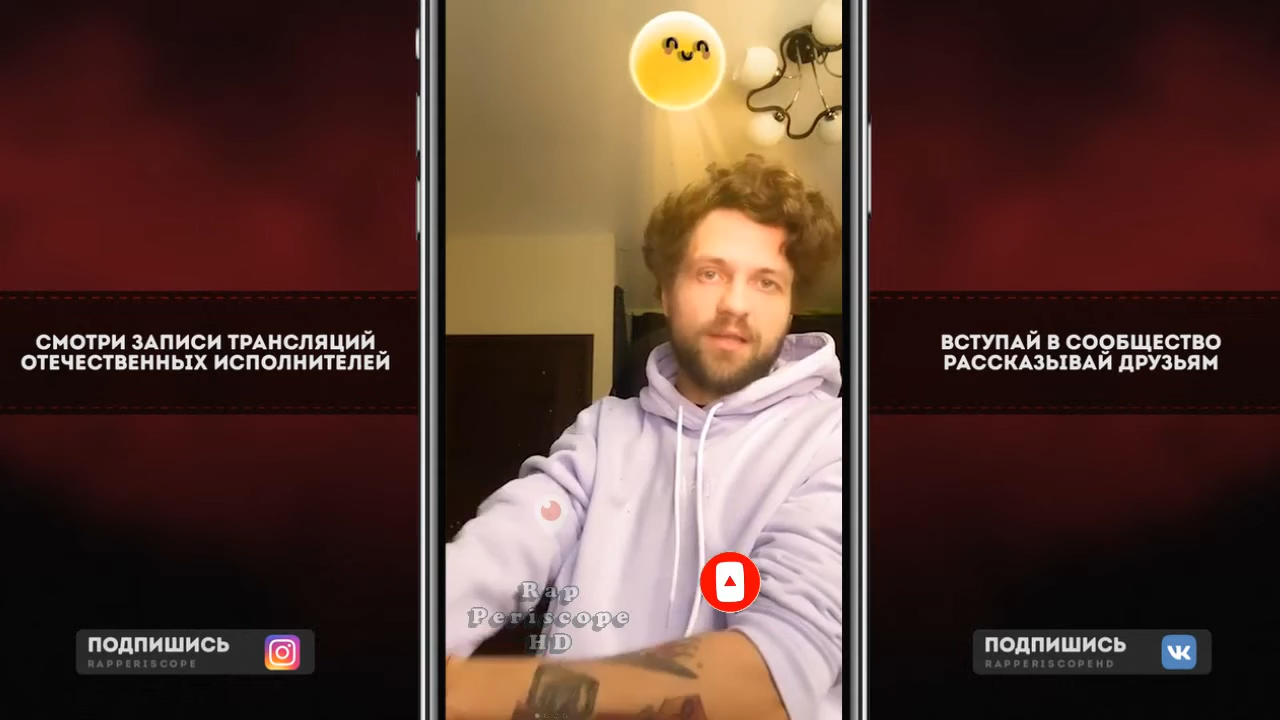 СМОТРИ ЗАПИСИ ТРАНСЛЯЦИЙ
ОТЕЧЕСТВЕННЫХ ИСПОЛНИТЕЛЕЙ
ПОДПИШИСЬ
RAPPERISCOPE
Rap
Periscope
HD
ВСТУПАЙ В СООБЩЕСТВО
РАССКАЗЫВАЙ ДРУЗЬЯМ
ПОДПИШИСЬ
RAPPERISCOPEHD